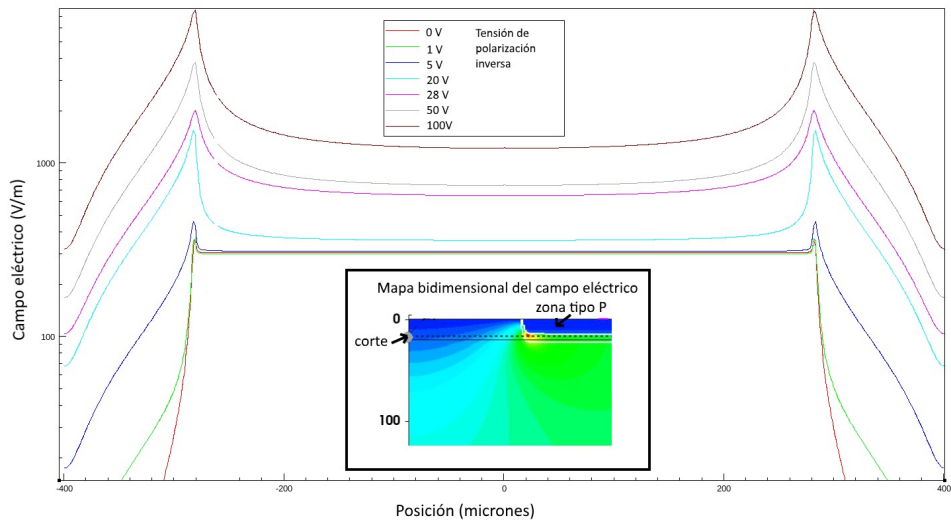 0 V
1 V
5 V
20 V
28 V
50 V
100V
Tensión de
polarización
inversa
Campo eléctrico (V/m)
1000
100
Mapa bidimensional del campo eléctrico
zona tipo P
0
corte
100
-400
-200
0
200
400
Posición (micrones)